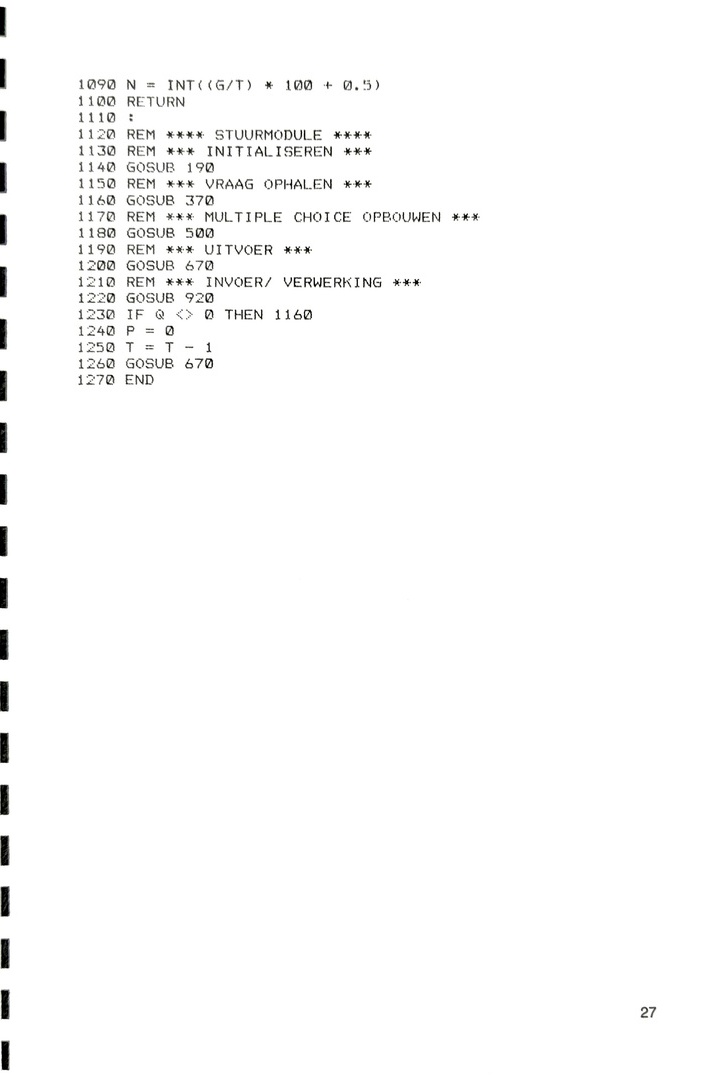 1090 N = INT((G/T) * 100 + 0.5)
1100 RETURN
1110 :
1120 REM **** STUURMODULE ****
1130 REM *** INITIALISEREN ***
1140 GOSUB 190
1150 REM *** VRAAG OPHALEN ***
1160 GOSUB 370
1170 REM *** MULTIPLE CHOICE OPBOUWEN ***
1180 GOSUB 500
1190 REM *** UITVOER ***
1200 GOSUB 670
1210 REM *** INVOER/ VERWERKING ***
1220 GOSUB 920
1230 IF Q <> 0 THEN 1160
1240 P = 0
1250 T = T - 1
1260 GOSUB 670
1270 END
27